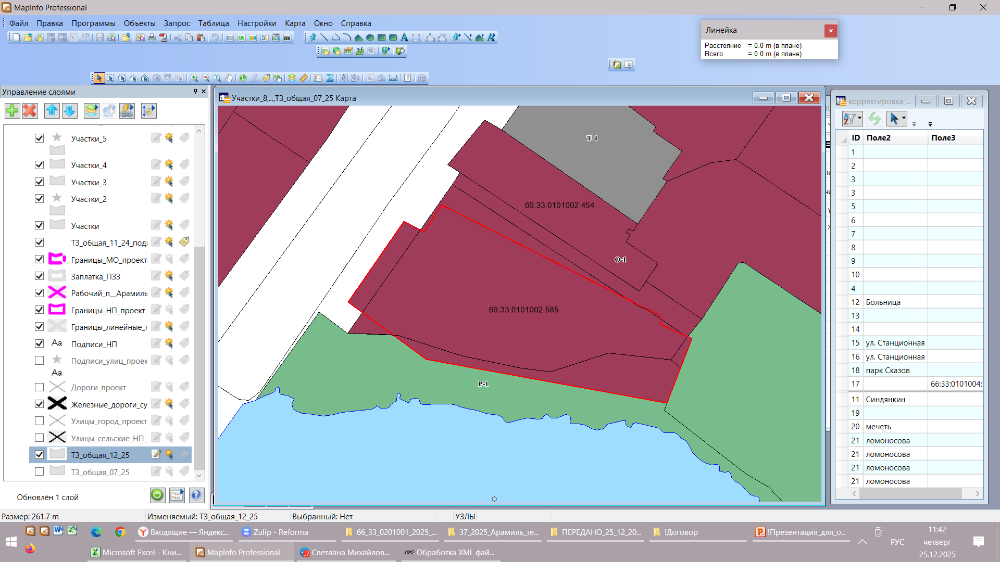 MapInfo Professional
Файл Правка Программы Объекты Запрос Таблица Настройки Карта Окно Справка
Линейка
Расстояние = 0.0 m (в плане)
Всего = 0.0 m (в плане)
Управление слоями
Участки_5
Участки_4
Участки_3
Участки_2
Участки
ТЗ_общая_11_24_под
Границы_МО_проект
Заплатка_ПЗЗ
Рабочий_п__Арамиль
Границы_НП_проект
Границы_линейные_г
Aa Подписи_НП
Подписи_улиц_проек
Aa
Дороги_проект
Железные_дороги_су
Улицы_город_проект
Улицы_сельские_НП_
ТЗ_общая_12_25
ТЗ_общая_07_25
Обновлён 1 слой
Участки_8,...,ТЗ_общая_07_25 Карта
Т-4
66:33:0101002:454
О-1
66:33:0101002:585
Р-1
корректировка_...
ID Поле2 Поле3
1
2
3
3
5
6
7
8
9
10
4
12 Больница
13
14
15 ул. Станционная
16 ул. Станционная
18 парк Сказов
17 66:33:0101004:
11 Синдянкин
19
20 мечеть
21 ломоносова
21 ломоносова
21 ломоносова
21 ломоносова
Размер: 261.7 m Изменяемый: ТЗ_общая_12_25 Выбранный: Нет УЗЛЫ
Входящие — Яндекс... Zulip - Reforma 66_33_0201001_2025_... 37_2025_Арамиль_те... ПЕРЕДАНО_25_12_20... !Договор !Презентация_для_о...
Microsoft Excel - Кни... MapInfo Professional Светлана Михайлов... Обработка XML фай...
РУС
11:42
четверг
25.12.2025